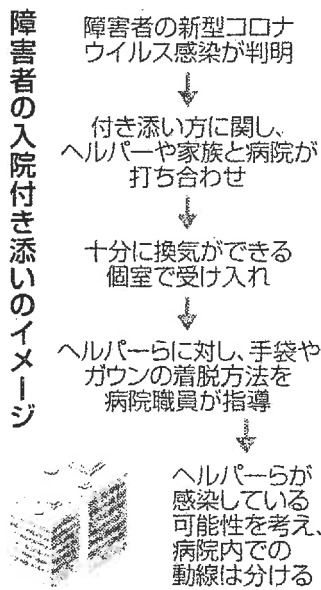 障害者の入院付き添いのイメージ
障害者の新型コロナ
ウイルス感染が判明
付き添い方に関し、
ヘルパーや家族と病院が
打ち合わせ
十分に換気ができる
個室で受け入れ
ヘルパーらに対し、手袋や
ガウンの着脱方法を
病院職員が指導
ヘルパーらが
感染している
可能性を考え、
病院内での
動線は分ける